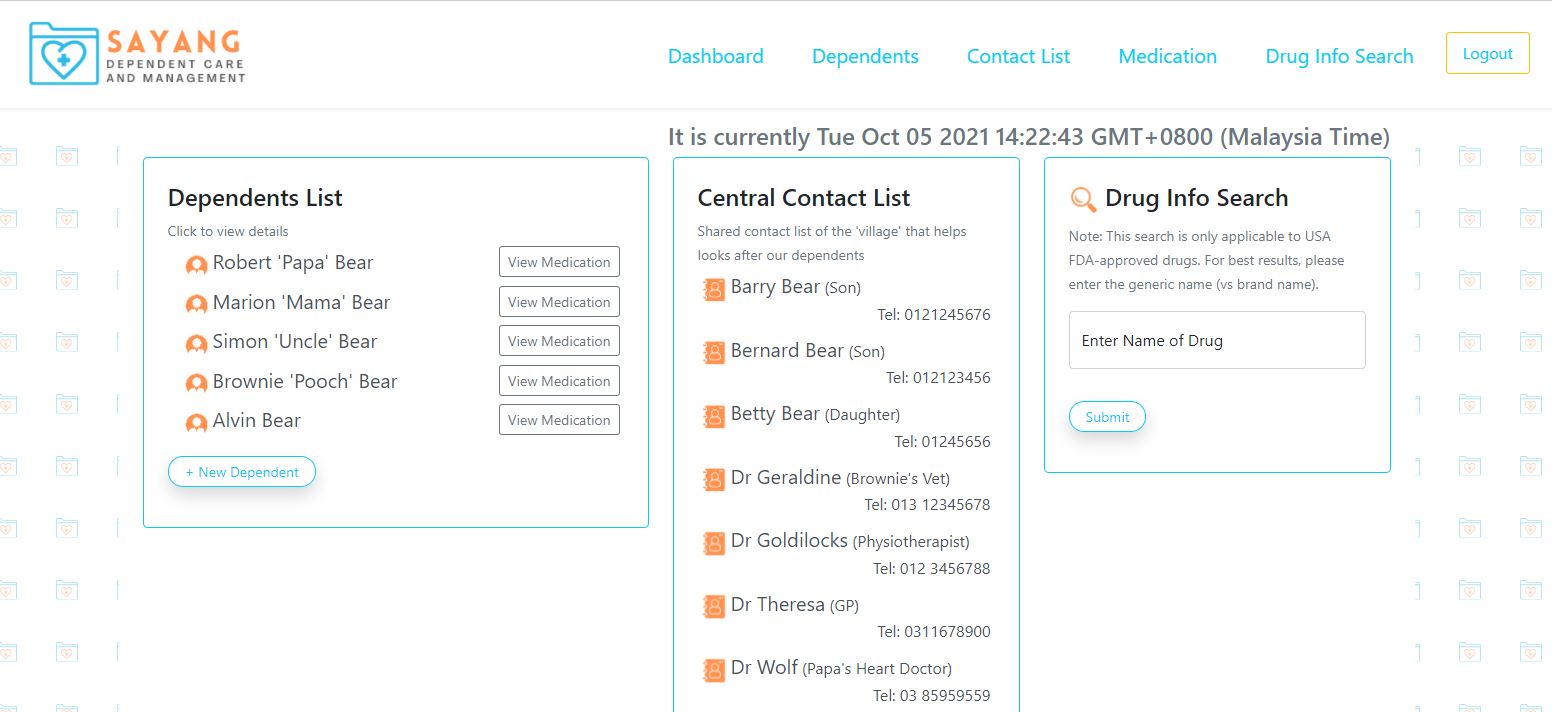 SAYANG
DEPENDENT CARE
AND MANAGEMENT
Dashboard
Dependents
Contact List
Medication
Drug Info Search
Logout
It is currently Tue Oct 05 2021 14:22:43 GMT+0800 (Malaysia Time)
Dependents List
Click to view details
Robert 'Papa' Bear
View Medication
Marion 'Mama' Bear
View Medication
Simon 'Uncle' Bear
View Medication
Brownie 'Pooch' Bear
View Medication
Alvin Bear
View Medication
+ New Dependent
Central Contact List
Shared contact list of the 'village' that helps
looks after our dependents
Barry Bear (Son)
Tel: 0121245676
Bernard Bear (Son)
Tel: 012123456
Betty Bear (Daughter)
Tel: 01245656
Dr Geraldine (Brownie's Vet)
Tel: 013 12345678
Dr Goldilocks (Physiotherapist)
Tel: 012 3456788
Dr Theresa (GP)
Tel: 0311678900
Dr Wolf (Papa's Heart Doctor)
Tel: 03 85959559
Drug Info Search
Note: This search is only applicable to USA
FDA-approved drugs. For best results, please
enter the generic name (vs brand name).
Enter Name of Drug
Submit